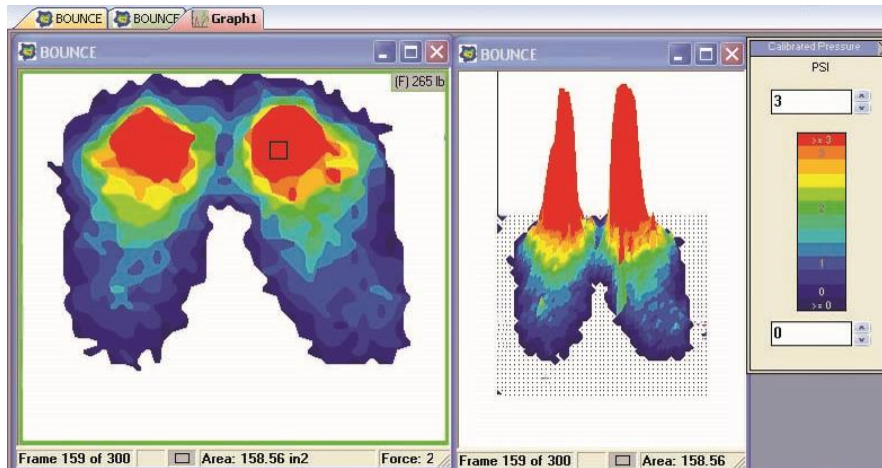 BOUNCE BOUNCE Graph1
BOUNCE
(F) 265 lb
Frame 159 of 300 Area: 158.56 in2 Force: 2
BOUNCE
Frame 159 of 300 Area: 158.56
Calibrated Pressure
PSI
3
>= 3
3
2
1
0
>= 0
0